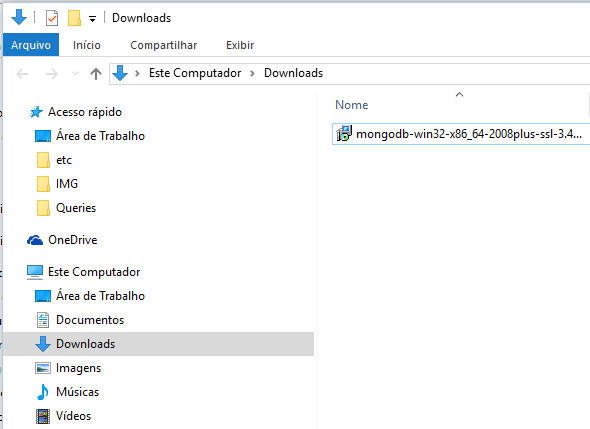 Downloads
Arquivo Início Compartilhar Exibir
Este Computador Downloads
Acesso rápido
Área de Trabalho
etc
IMG
Queries
OneDrive
Este Computador
Área de Trabalho
Documentos
Downloads
Imagens
Músicas
Vídeos
Nome
mongodb-win32-x86_64-2008plus-ssl-3.4...